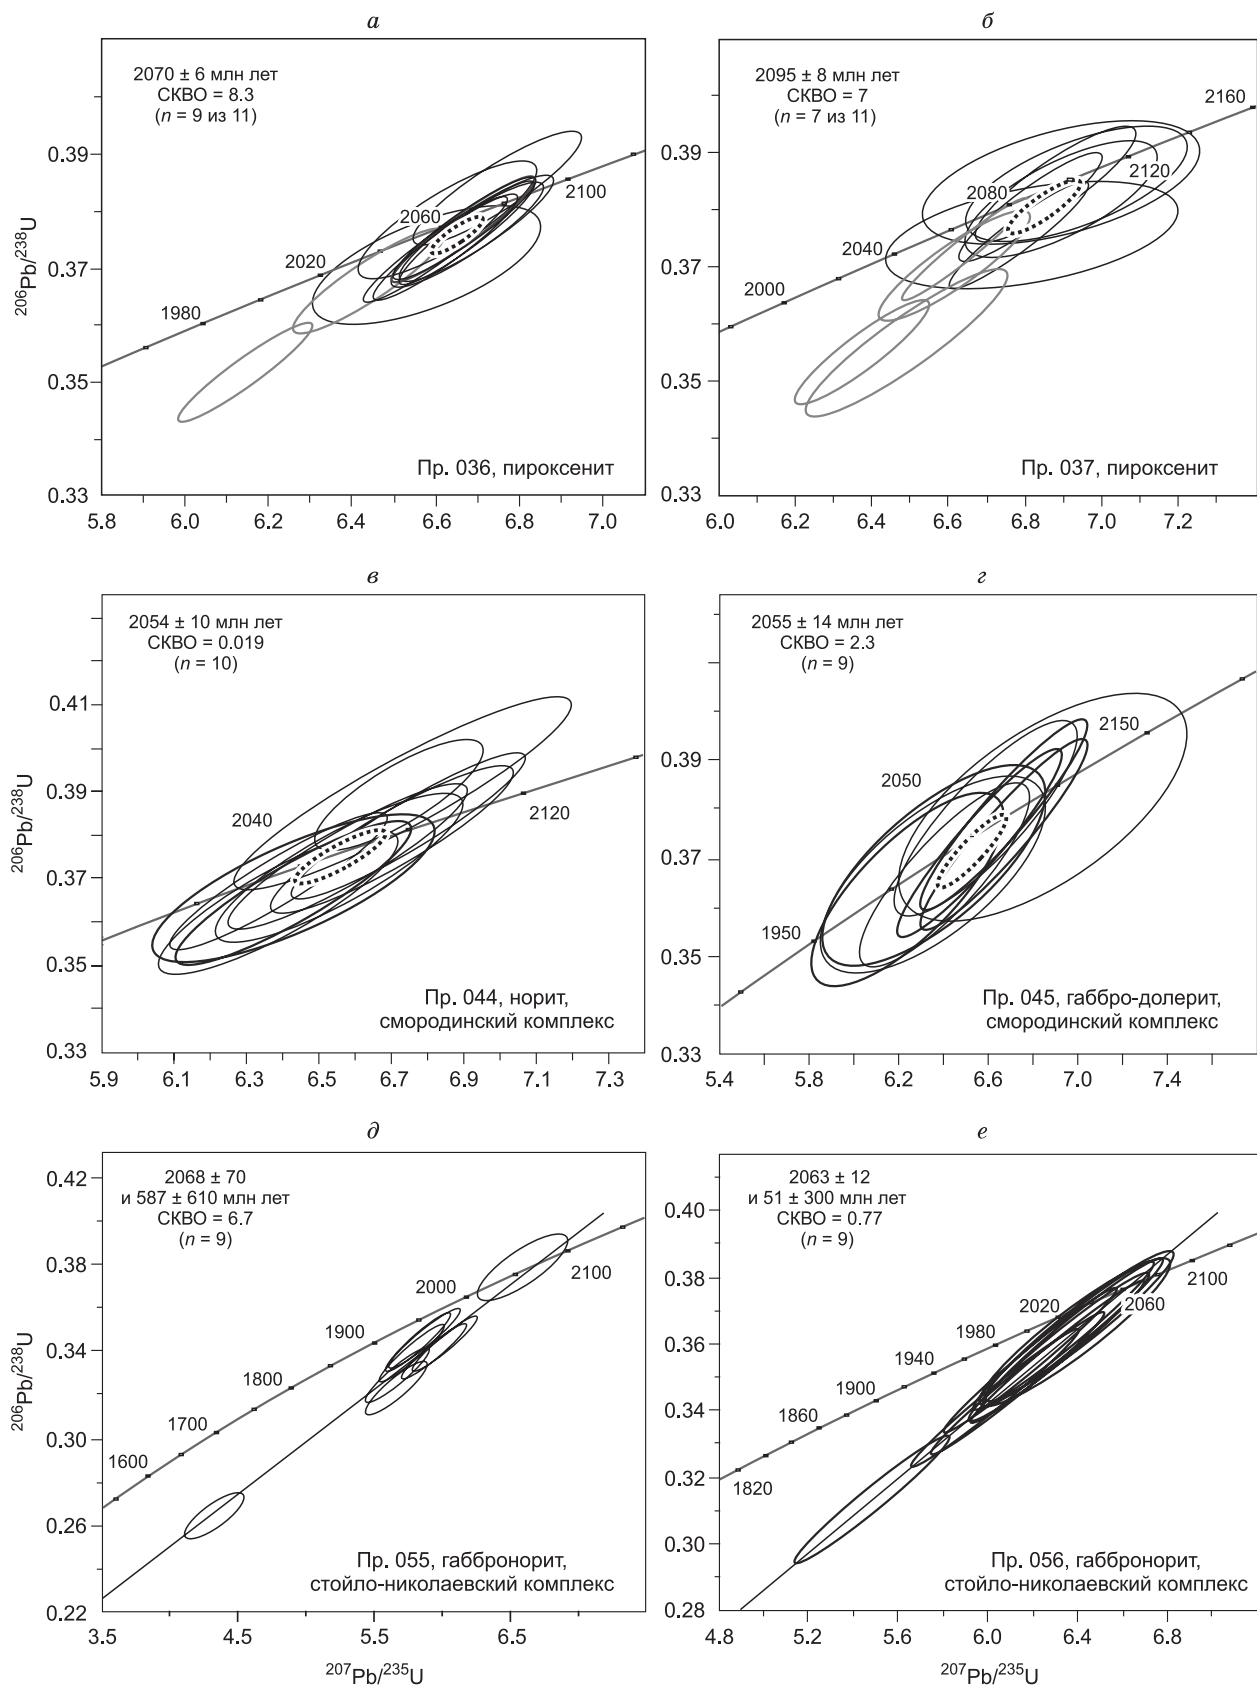 а
2070 ± 6 млн лет
СКВО = 8.3
(n = 9 из 11)
0.39
0.37
0.35
0.33
206Pb/238U
1980
2020
2060
2100
Пр. 036, пироксенит
5.8 6.0 6.2 6.4 6.6 6.8 7.0
б
2095 ± 8 млн лет
СКВО = 7
(n = 7 из 11)
0.39
0.37
0.35
0.33
2000
2040
2080
2120
2160
Пр. 037, пироксенит
6.0 6.2 6.4 6.6 6.8 7.0 7.2
в
2054 ± 10 млн лет
СКВО = 0.019
(n = 10)
0.41
0.39
0.37
0.35
0.33
206Pb/238U
2040
2120
Пр. 044, норит,
смородинский комплекс
5.9 6.1 6.3 6.5 6.7 6.9 7.1 7.3
г
2055 ± 14 млн лет
СКВО = 2.3
(n = 9)
0.39
0.37
0.35
0.33
1950
2050
2150
Пр. 045, габбро-долерит,
смородинский комплекс
5.4 5.8 6.2 6.6 7.0 7.4
д
2068 ± 70
и 587 ± 610 млн лет
СКВО = 6.7
(n = 9)
0.42
0.38
0.34
0.30
0.26
0.22
206Pb/238U
1600
1700
1800
1900
2000
2100
Пр. 055, габбронорит,
стойло-николаевский комплекс
3.5 4.5 5.5 6.5
207Pb/235U
е
2063 ± 12
и 51 ± 300 млн лет
СКВО = 0.77
(n = 9)
0.40
0.38
0.36
0.34
0.32
0.30
0.28
1820
1860
1900
1940
1980
2020
2060
2100
Пр. 056, габбронорит,
стойло-николаевский комплекс
4.8 5.2 5.6 6.0 6.4 6.8
207Pb/235U